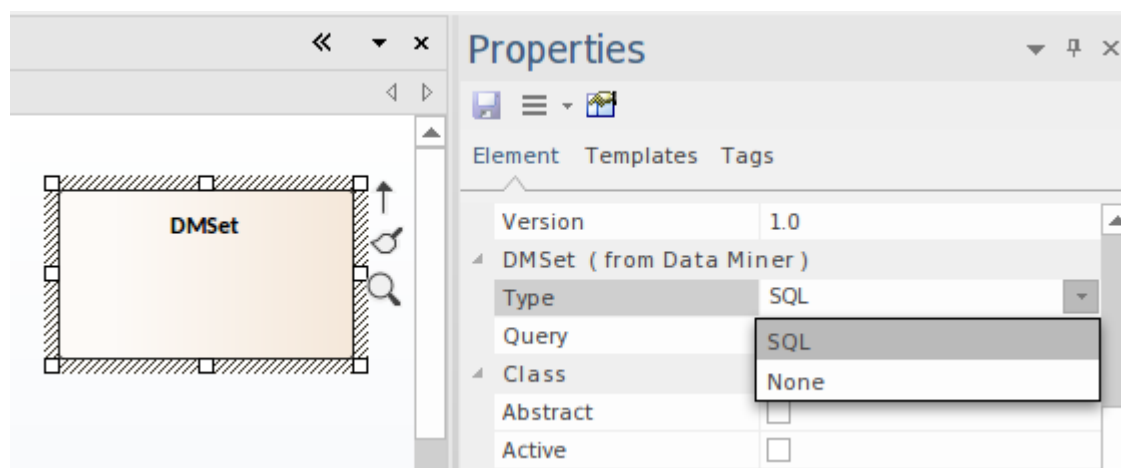 Properties
Element Templates Tags
DMSet
Version 1.0
DMSet (from Data Miner)
Type SQL
Query
SQL
None
Class
Abstract
Active